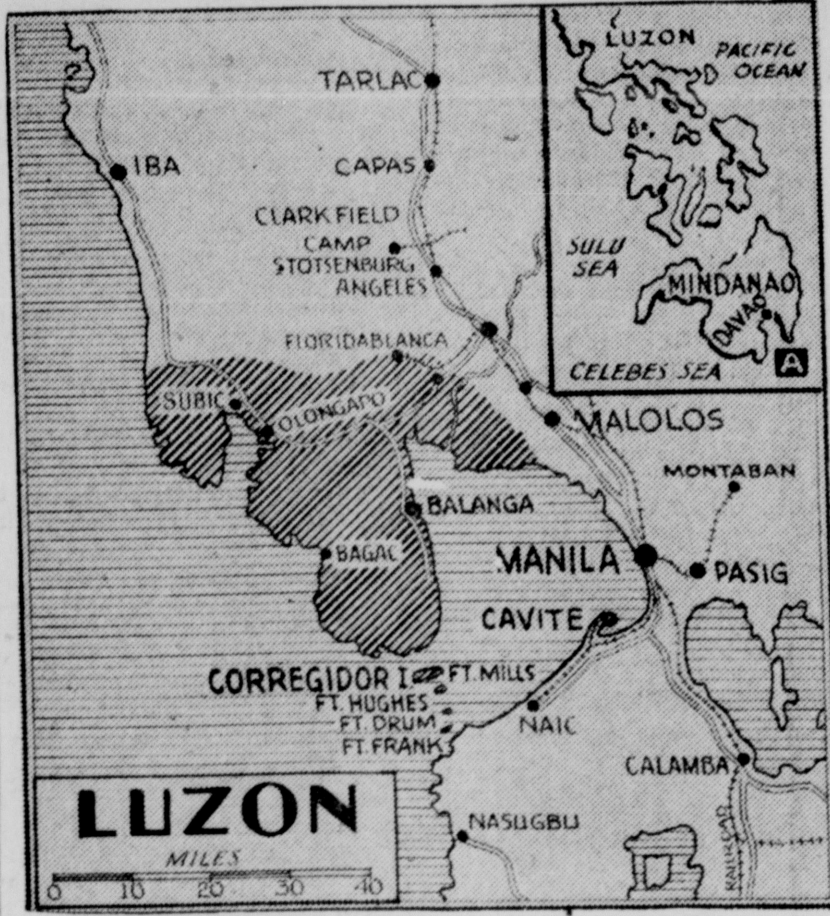 LUZON
PACIFIC
OCEAN
TARLAC
IBA
CAPAS
CLARK FIELD
CAMP
STOTSENBURG
ANGELES
SULU
SEA
MINDANAO
DAVAO
CELEBES SEA
A
FLORIDABLANCA
SUBIC
OLONGAPO
MALOLOS
MONTABAN
BALANGA
BAGAC
MANILA
PASIG
CAVITE
CORREGIDOR I
FT. MILLS
FT. HUGHES
FT. DRUM
FT. FRANK
NAIC
CALAMBA
RAILROAD
NASUGBU
LUZON
MILES
0 10 20 30 40